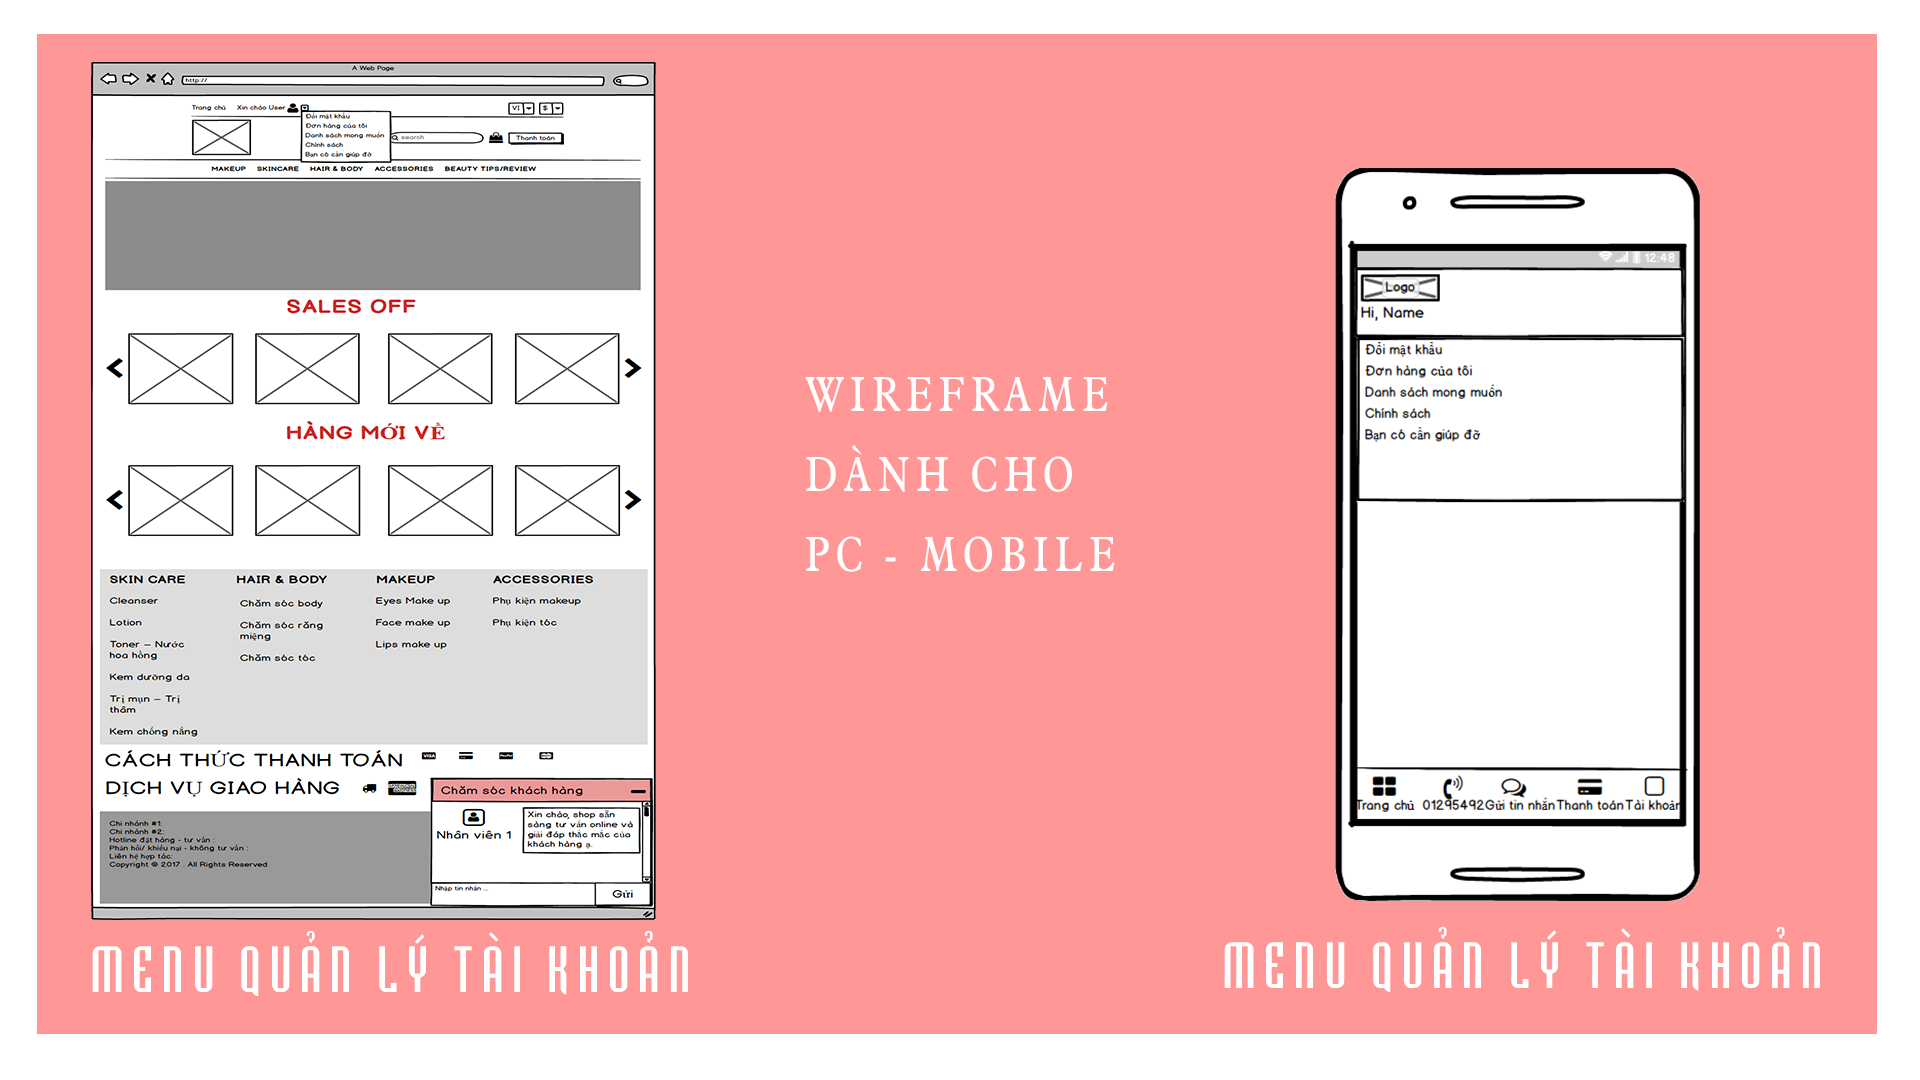 A Web Page
http://
Trang chủ Xin chào User
VI $
Đổi mật khẩu
Đơn hàng của tôi
Danh sách mong muốn
Chính sách
Bạn có cần giúp đỡ
search
Thanh toán
MAKEUP SKINCARE HAIR & BODY ACCESSORIES BEAUTY TIPS/REVIEW
SALES OFF
HÀNG MỚI VỀ
SKIN CARE
Cleanser
Lotion
Toner – Nước
hoa hồng
Kem dưỡng da
Trị mụn – Trị
thâm
Kem chống nắng
HAIR & BODY
Chăm sóc body
Chăm sóc răng
miệng
Chăm sóc tóc
MAKEUP
Eyes Make up
Face make up
Lips make up
ACCESSORIES
Phụ kiện makeup
Phụ kiện tóc
CÁCH THỨC THANH TOÁN
VISA
PayPal
DỊCH VỤ GIAO HÀNG
AMERICAN EXPRESS
Chi nhánh #1:
Chi nhánh #2:
Hotline đặt hàng - tư vấn :
Phản hồi/ khiếu nại - không tư vấn :
Liên hệ hợp tác:
Copyright © 2017 . All Rights Reserved
Chăm sóc khách hàng
Nhân viên 1
Xin chào, shop sẵn
sàng tư vấn online và
giải đáp thắc mắc của
khách hàng ạ.
Nhập tin nhắn ...
Gửi
MENU QUẢN LÝ TÀI KHOẢN
WIREFRAME
DÀNH CHO
PC - MOBILE
12:48
Logo
Hi, Name
Đổi mật khẩu
Đơn hàng của tôi
Danh sách mong muốn
Chính sách
Bạn có cần giúp đỡ
Trang chủ 01295492 Gửi tin nhắn Thanh toán Tài khoản
MENU QUẢN LÝ TÀI KHOẢN